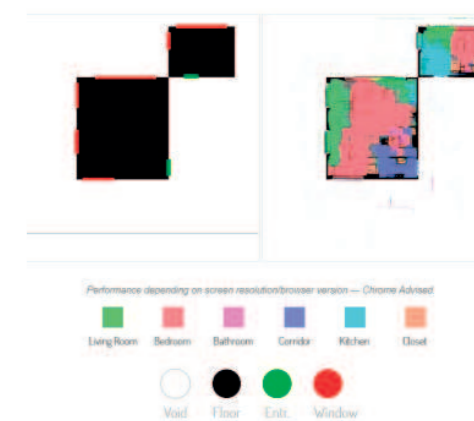 Performance depending on screen resolution/browser version — Chrome Advised.
Living Room Bedroom Bathroom Corridor Kitchen Closet
Void Floor Entr. Window